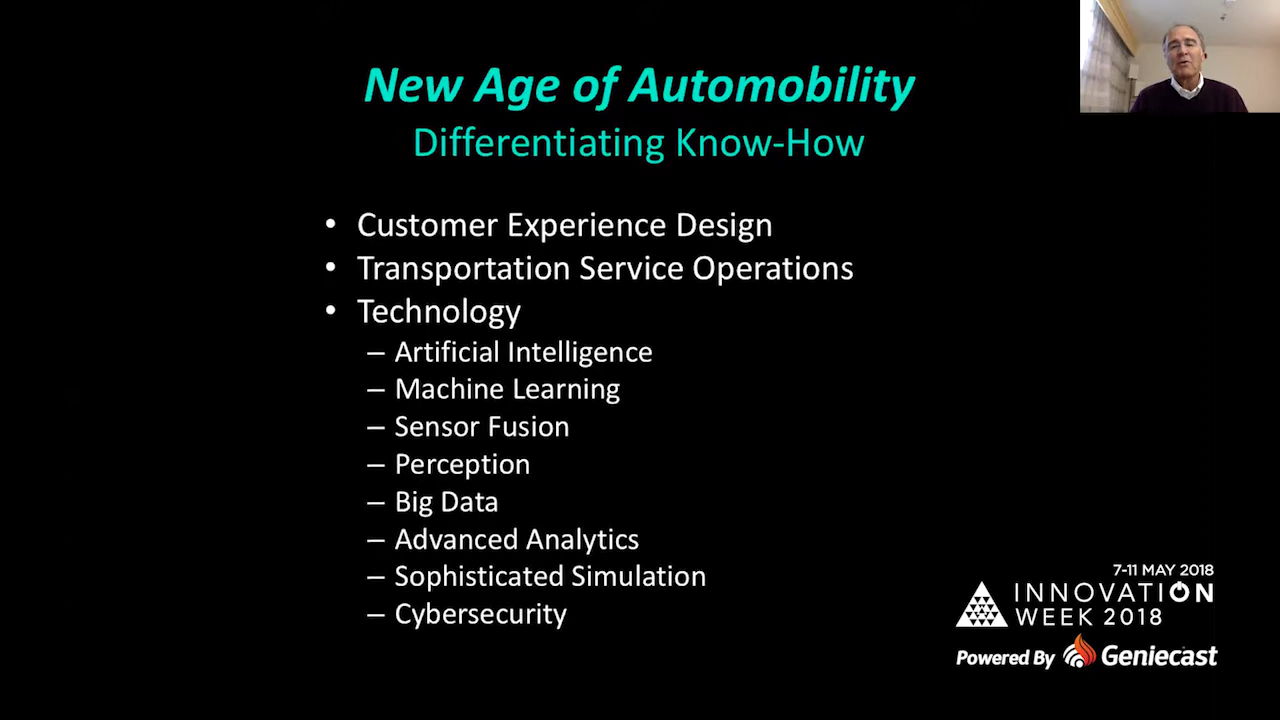 New Age of Automobility
Differentiating Know-How
• Customer Experience Design
• Transportation Service Operations
• Technology
– Artificial Intelligence
– Machine Learning
– Sensor Fusion
– Perception
– Big Data
– Advanced Analytics
– Sophisticated Simulation
– Cybersecurity
7-11 MAY 2018
INNOVATION
WEEK 2018
Powered By Geniecast